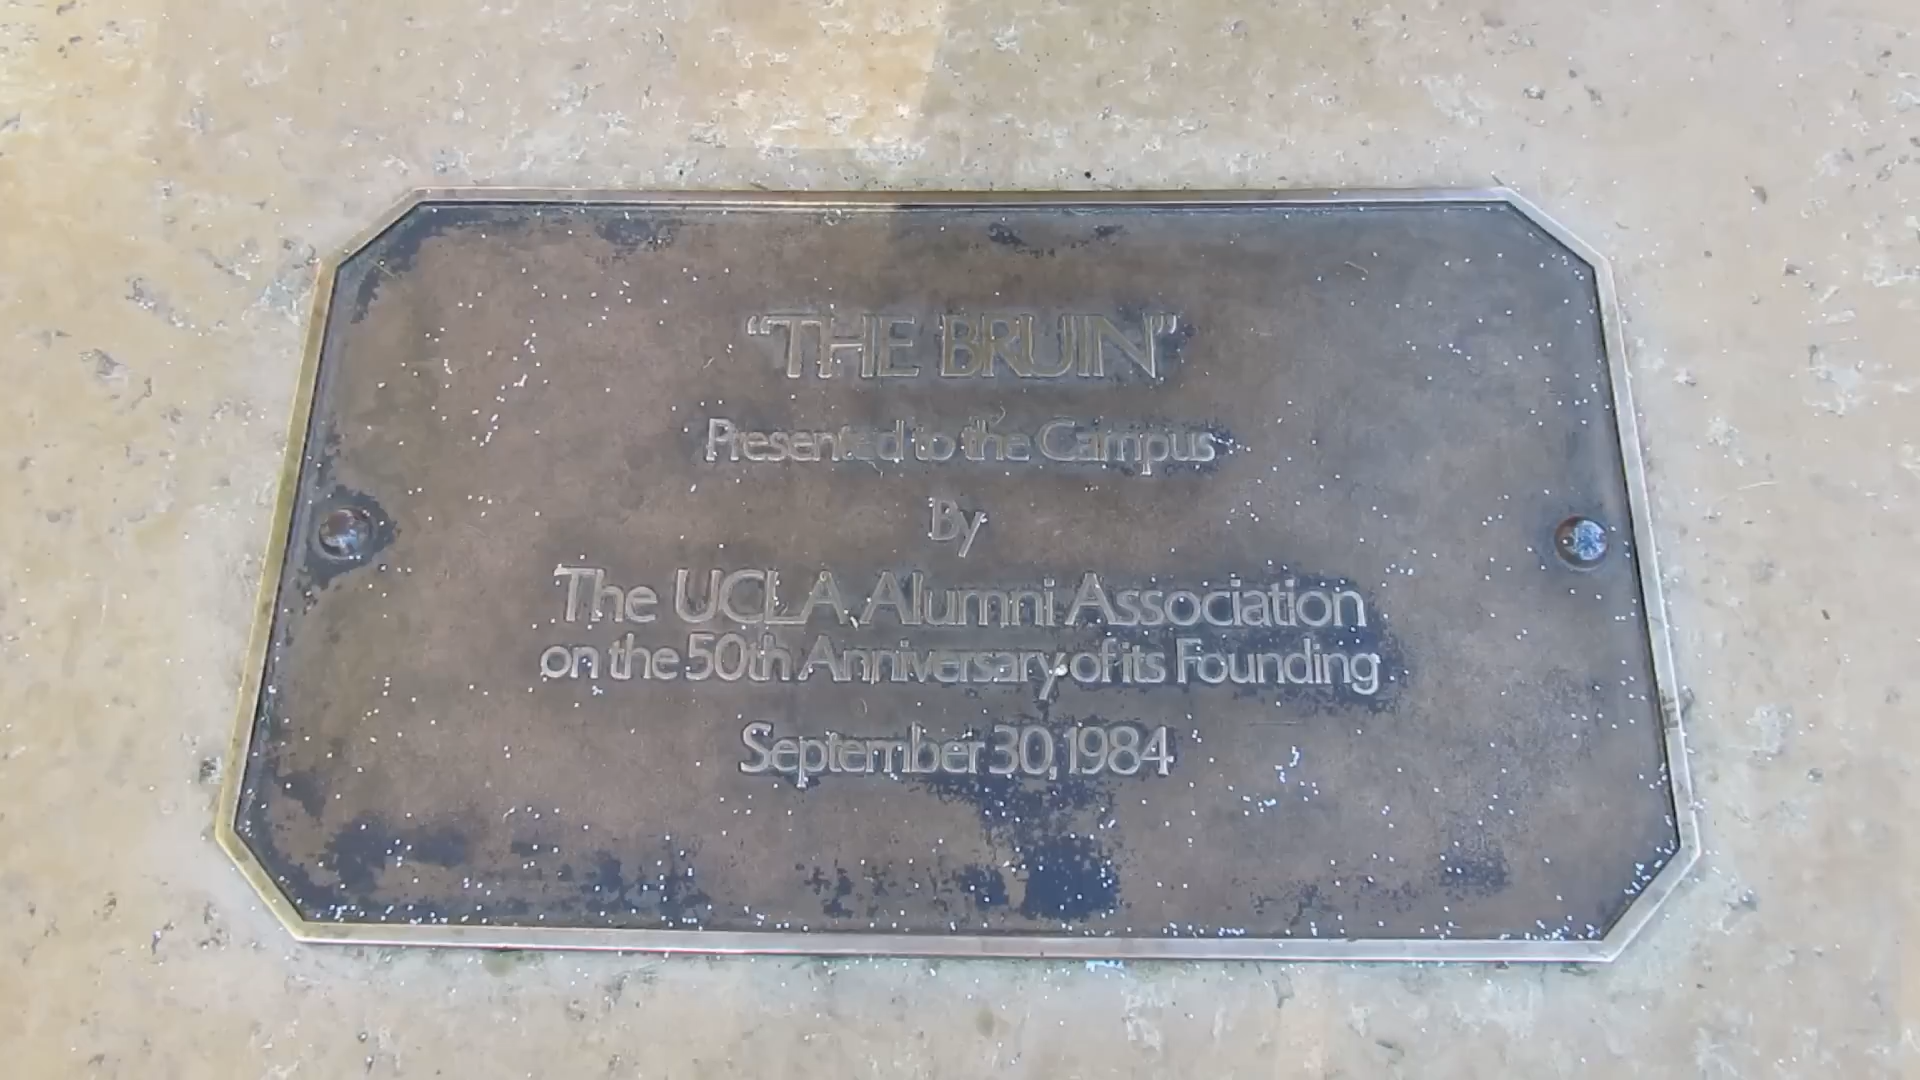 “THE BRUIN”
Presented to the Campus
By
The UCLA Alumni Association
on the 50th Anniversary of its Founding
September 30, 1984